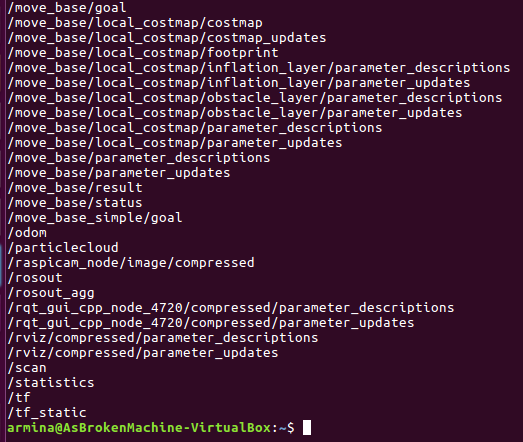 /move_base/goal
/move_base/local_costmap/costmap
/move_base/local_costmap/costmap_updates
/move_base/local_costmap/footprint
/move_base/local_costmap/inflation_layer/parameter_descriptions
/move_base/local_costmap/inflation_layer/parameter_updates
/move_base/local_costmap/obstacle_layer/parameter_descriptions
/move_base/local_costmap/obstacle_layer/parameter_updates
/move_base/local_costmap/parameter_descriptions
/move_base/local_costmap/parameter_updates
/move_base/parameter_descriptions
/move_base/parameter_updates
/move_base/result
/move_base/status
/move_base_simple/goal
/odom
/particlecloud
/raspicam_node/image/compressed
/rosout
/rosout_agg
/rqt_gui_cpp_node_4720/compressed/parameter_descriptions
/rqt_gui_cpp_node_4720/compressed/parameter_updates
/rviz/compressed/parameter_descriptions
/rviz/compressed/parameter_updates
/scan
/statistics
/tf
/tf_static
armina@AsBrokenMachine-VirtualBox:~$